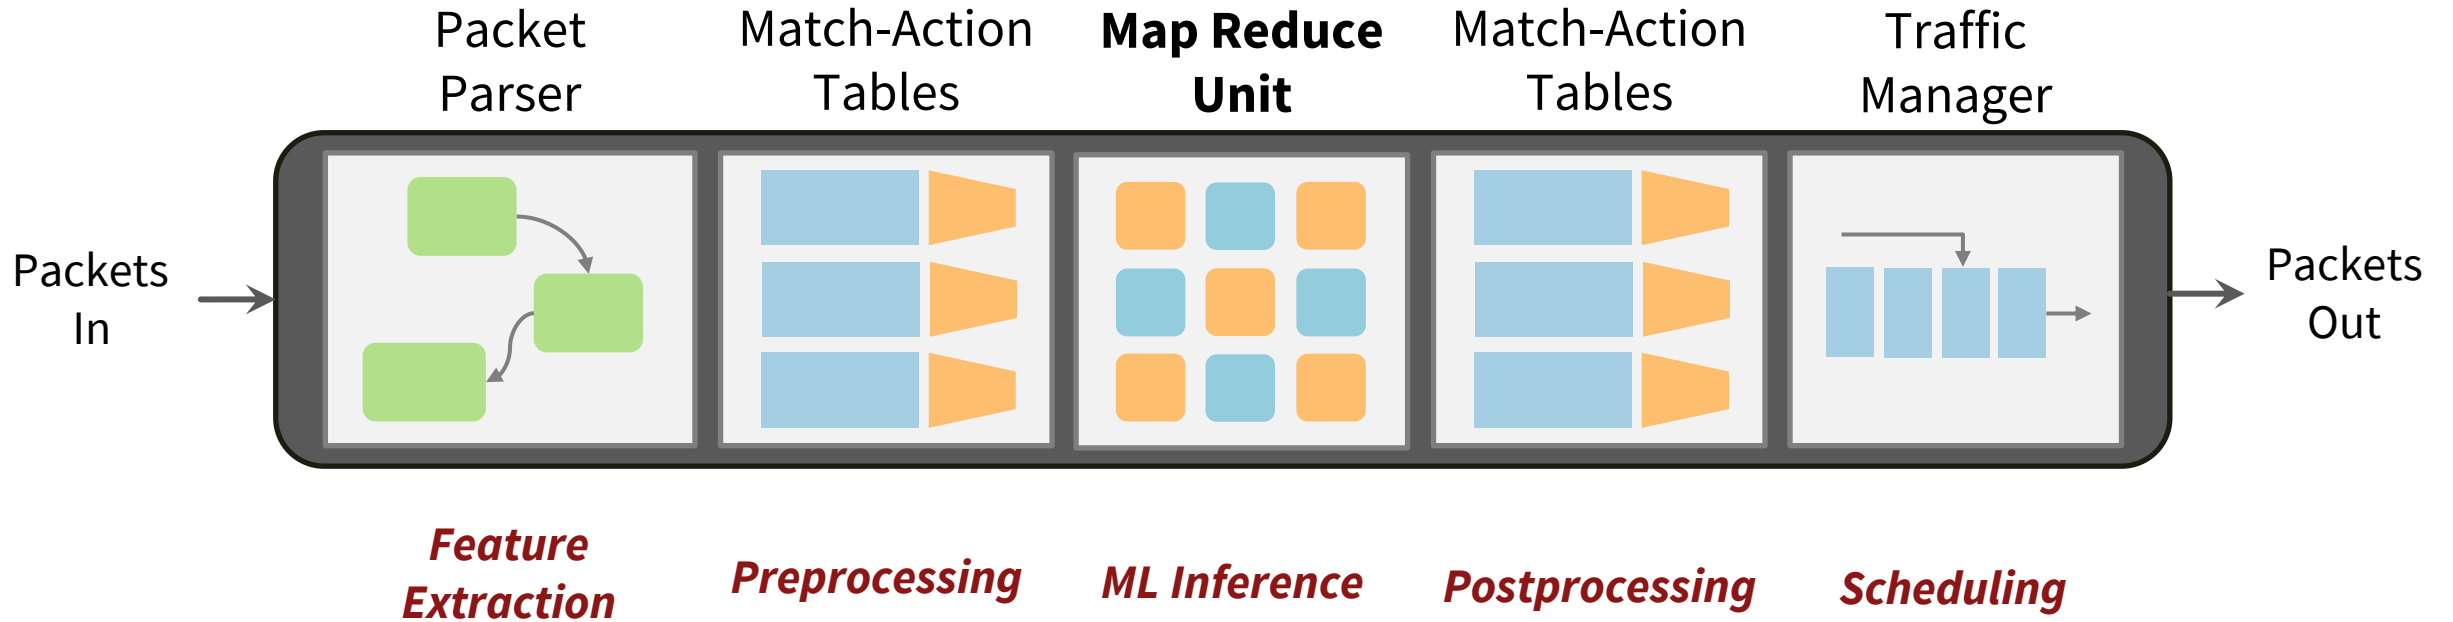 Packet
Parser
Match-Action
Tables
Map Reduce
Unit
Match-Action
Tables
Traffic
Manager
Packets
In
Packets
Out
Feature
Extraction
Preprocessing
ML Inference
Postprocessing
Scheduling